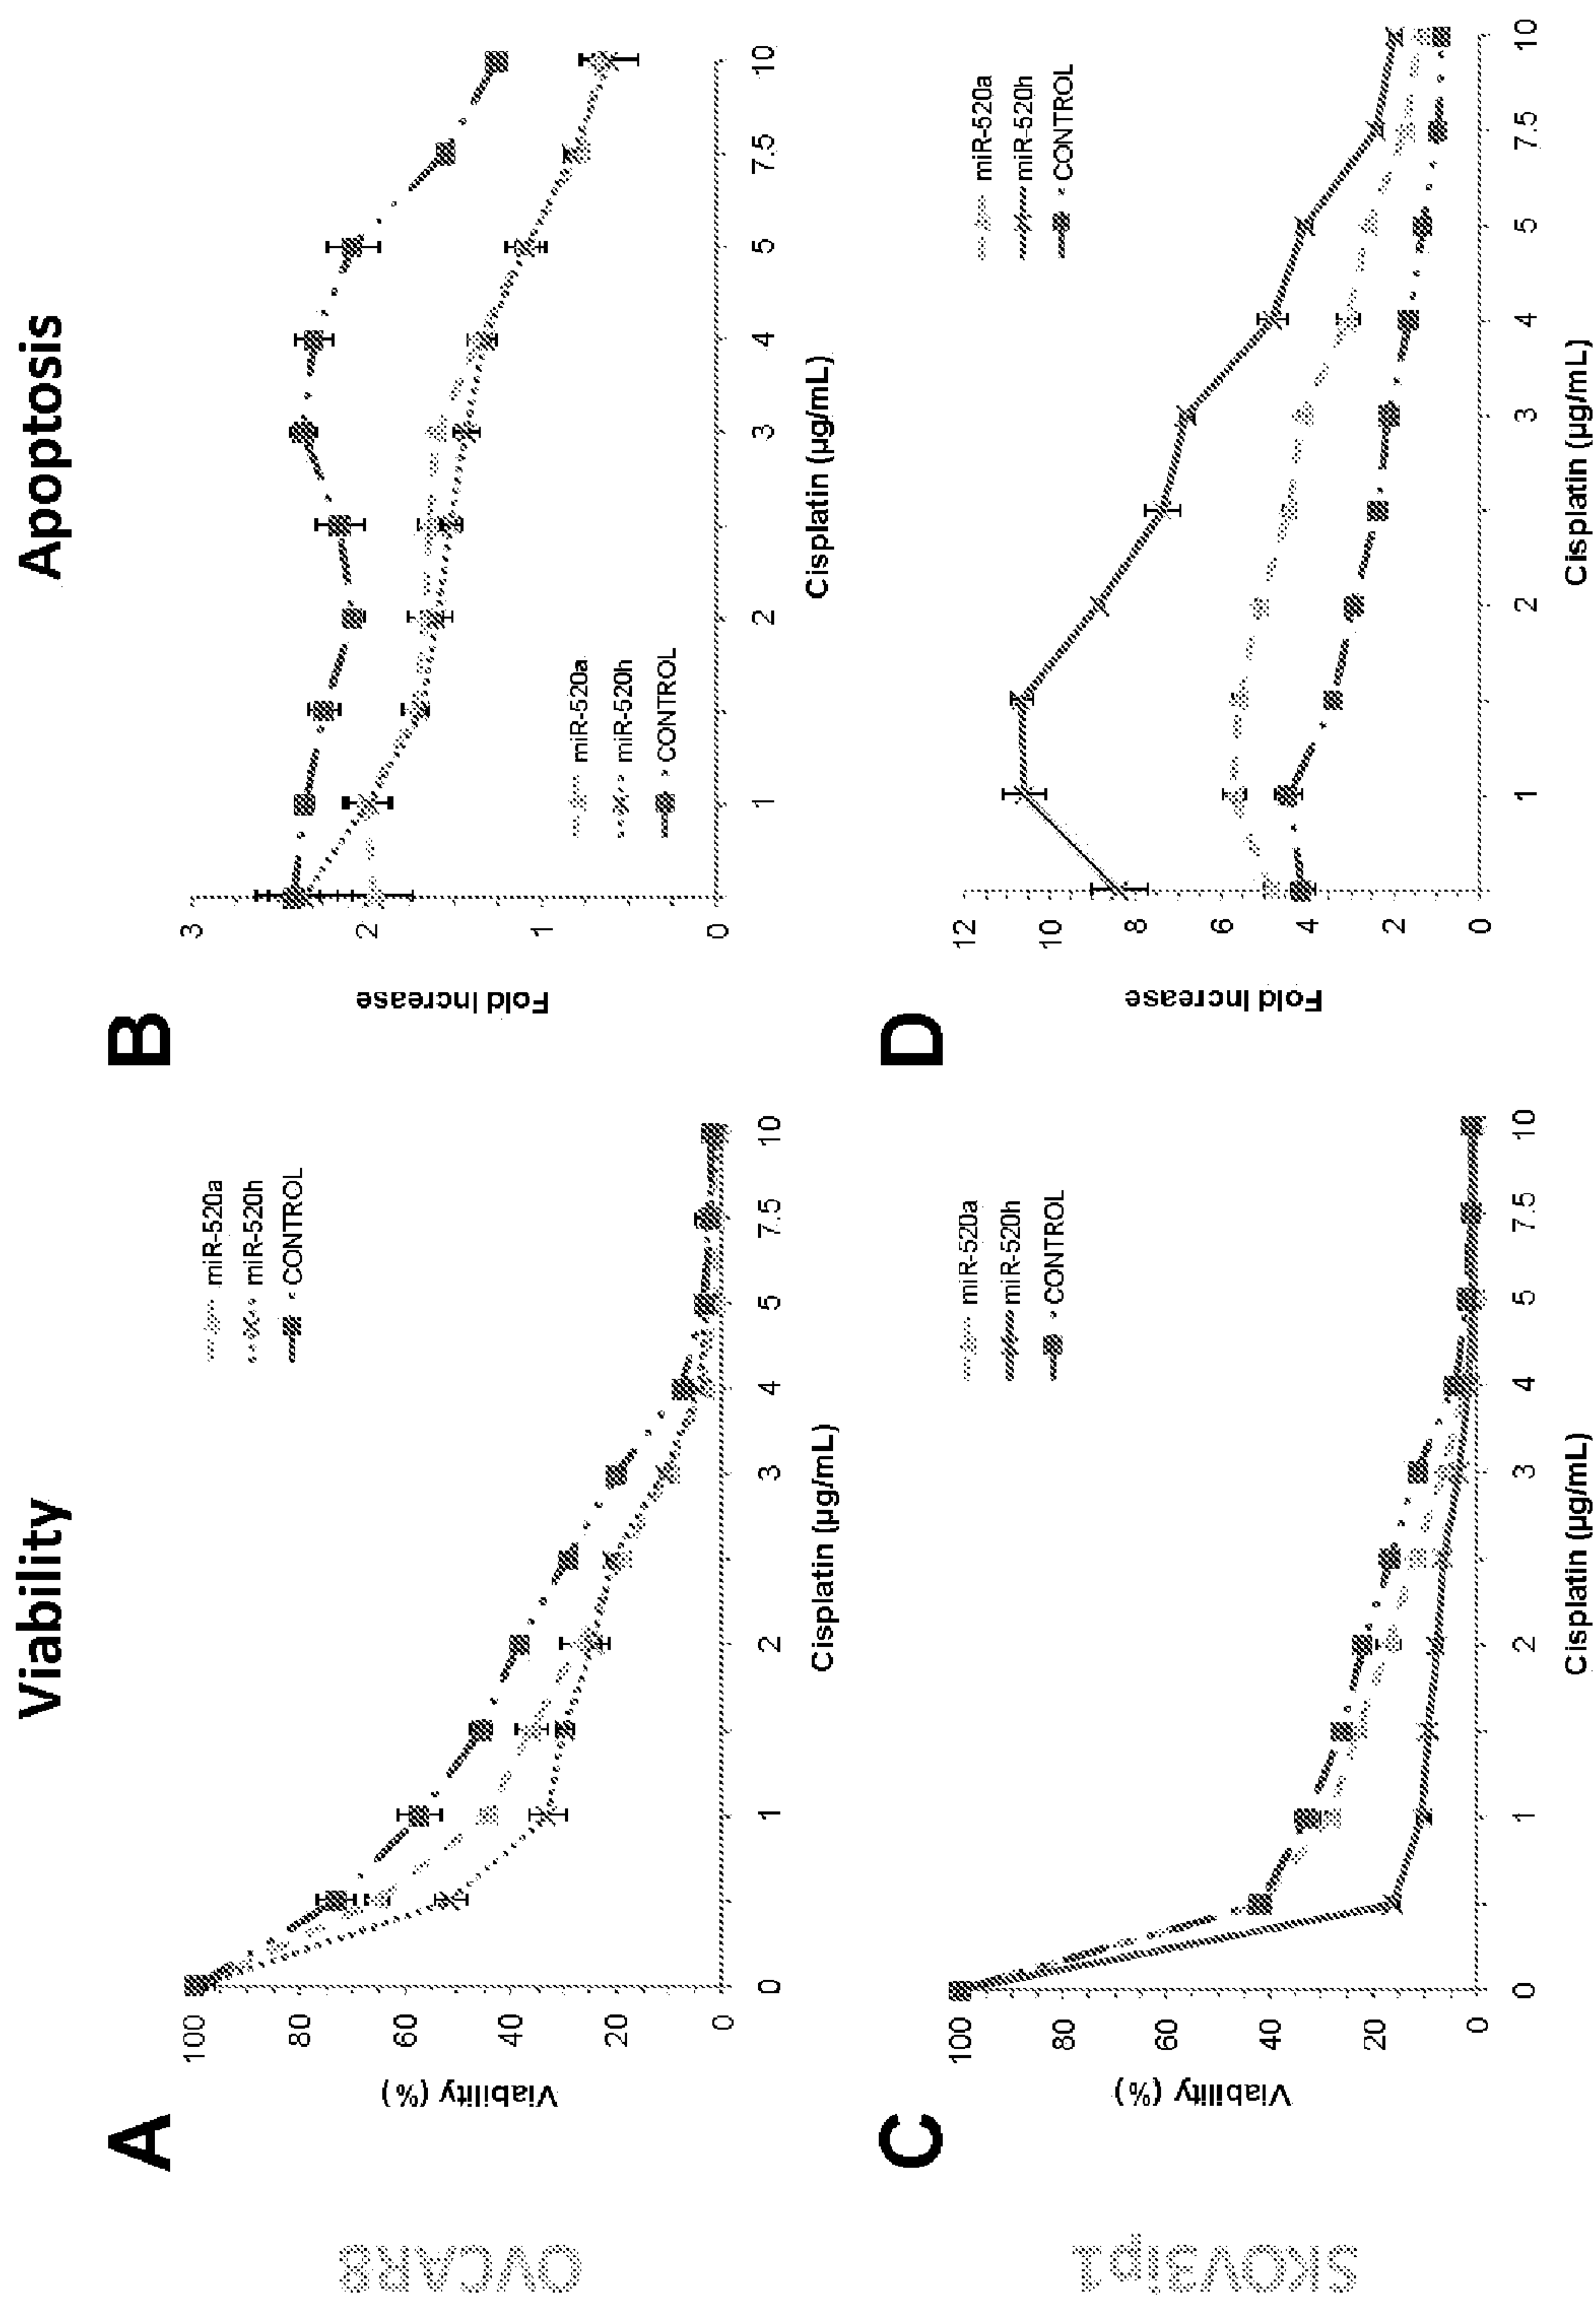 Viability
Apoptosis
OVCAR8
A
Viability (%)
100
80
60
40
20
0
0
1
2
3
4
5
7.5
10
Cisplatin (µg/mL)
miR-520a
miR-520h
CONTROL
B
Fold Increase
3
2
1
0
1
2
3
4
5
7.5
10
Cisplatin (µg/mL)
miR-520a
miR-520h
CONTROL
SKOV3ip1
C
Viability (%)
100
80
60
40
20
0
0
1
2
3
4
5
7.5
10
Cisplatin (µg/mL)
miR-520a
miR-520h
CONTROL
D
Fold Increase
12
10
8
6
4
2
0
1
2
3
4
5
7.5
10
Cisplatin (µg/mL)
miR-520a
miR-520h
CONTROL